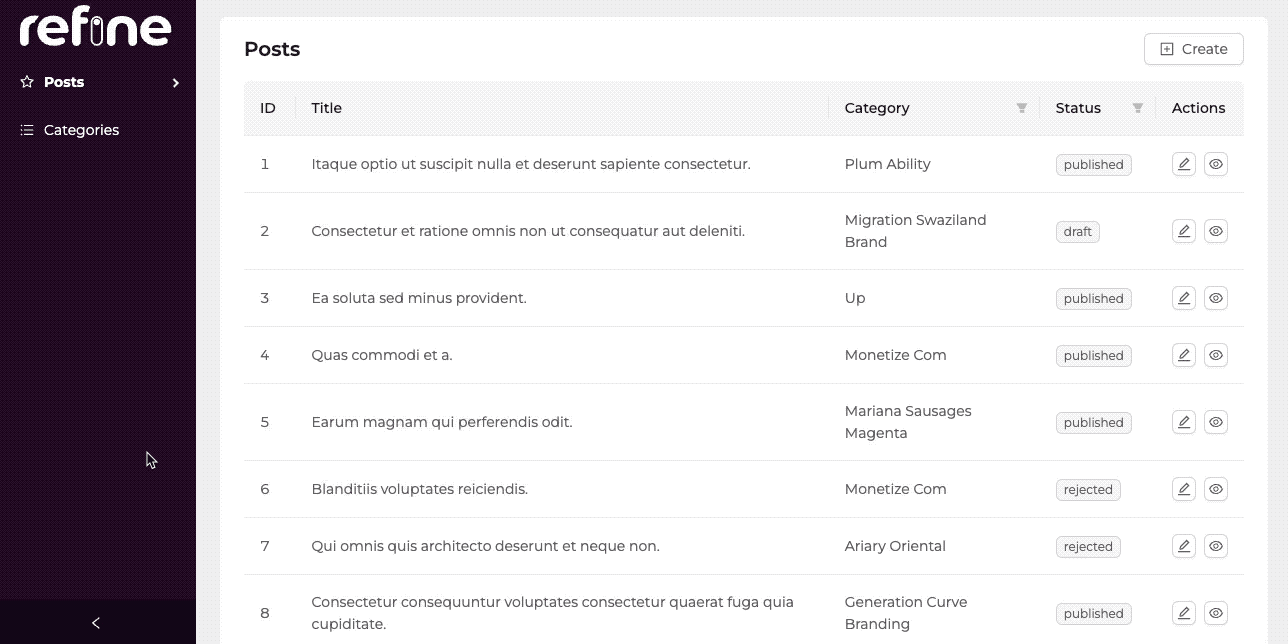 refine
Posts
Categories
Posts
Create
ID Title Category Status Actions
1 Itaque optio ut suscipit nulla et deserunt sapiente consectetur. Plum Ability published
2 Consectetur et ratione omnis non ut consequatur aut deleniti. Migration Swaziland
Brand draft
3 Ea soluta sed minus provident. Up published
4 Quas commodi et a. Monetize Com published
5 Earum magnam qui perferendis odit. Mariana Sausages
Magenta published
6 Blanditiis voluptates reiciendis. Monetize Com rejected
7 Qui omnis quis architecto deserunt et neque non. Ariary Oriental rejected
8 Consectetur consequuntur voluptates consectetur quaerat fuga quia
cupiditate. Generation Curve
Branding published